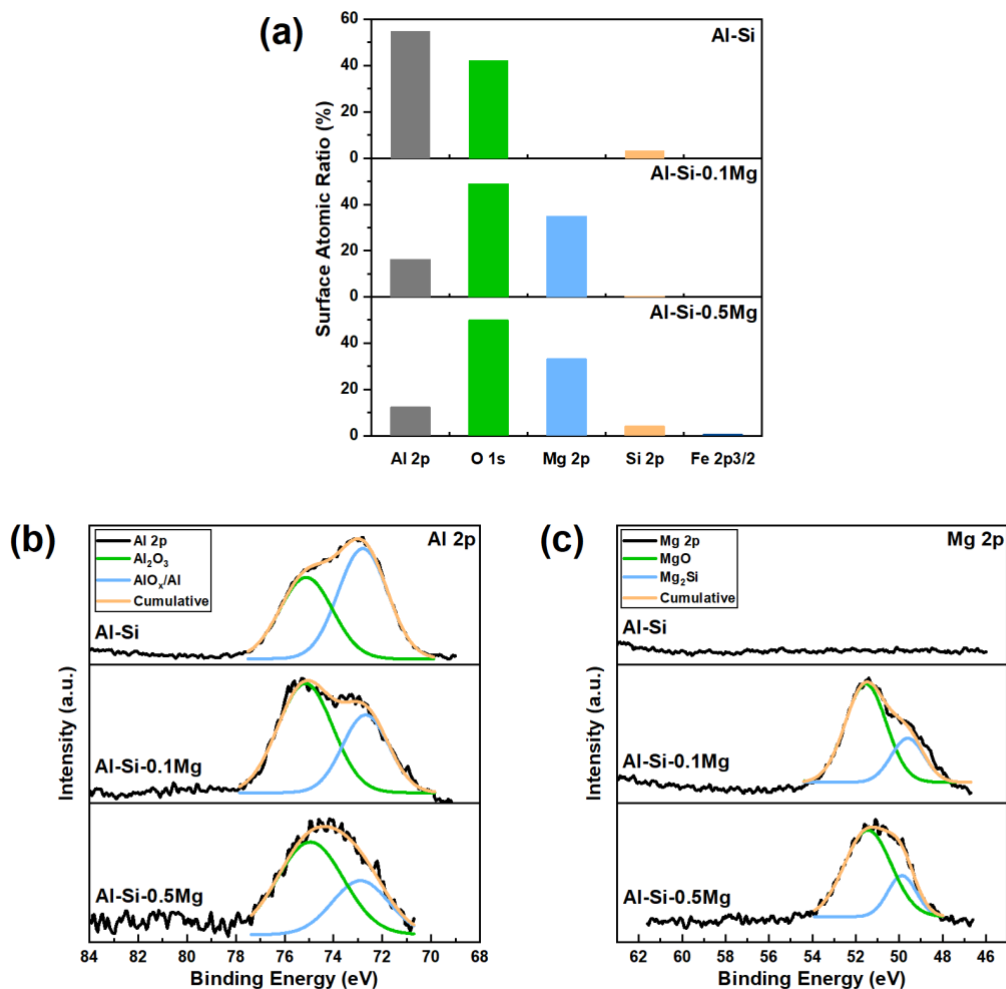 (a)
Surface Atomic Ratio (%)
60
40
20
0
Al-Si
40
20
0
Al-Si-0.1Mg
40
20
0
Al-Si-0.5Mg
Al 2p O 1s Mg 2p Si 2p Fe 2p3/2
(b)
Intensity (a.u.)
Al 2p
Al₂O₃
AlOₓ/Al
Cumulative
Al 2p
Al-Si
Al-Si-0.1Mg
Al-Si-0.5Mg
84 82 80 78 76 74 72 70 68
Binding Energy (eV)
(c)
Intensity (a.u.)
Mg 2p
MgO
Mg₂Si
Cumulative
Mg 2p
Al-Si
Al-Si-0.1Mg
Al-Si-0.5Mg
62 60 58 56 54 52 50 48 46
Binding Energy (eV)